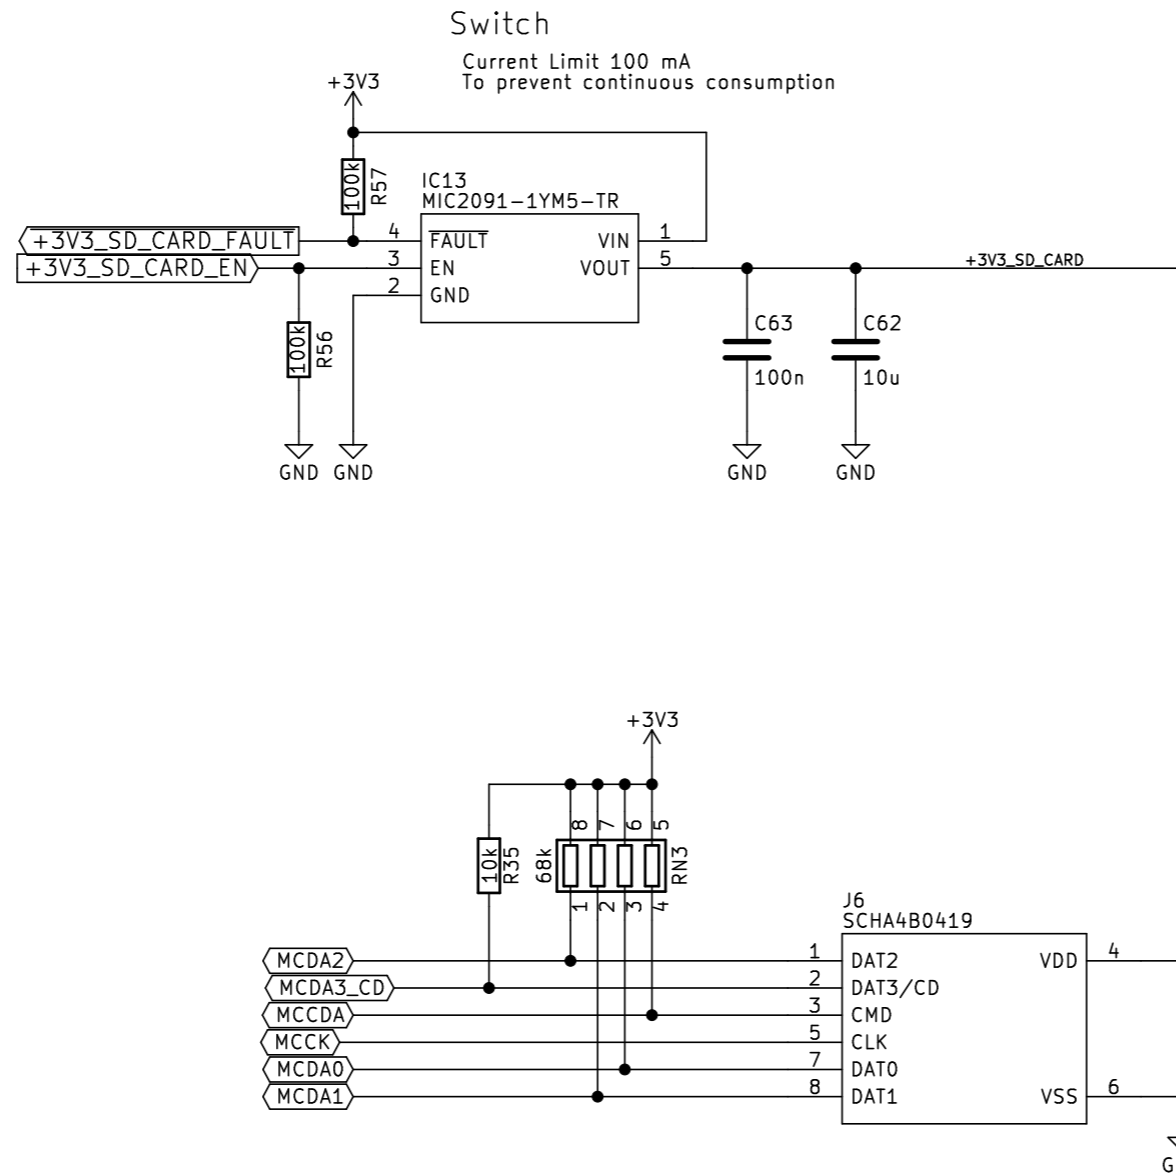 Switch
Current Limit 100 mA
To prevent continuous consumption
+3V3
100k
R57
IC13
MIC2091-1YM5-TR
+3V3_SD_CARD_FAULT
4
FAULT
VIN
1
+3V3_SD_CARD_EN
3
EN
VOUT
5
+3V3_SD_CARD
2
GND
100k
R56
C63
100n
C62
10u
GND
GND
GND
GND
+3V3
10k
R35
68k
8
7
6
5
RN3
1
2
3
4
J6
SCHA4B0419
MCDA2
1
DAT2
VDD
4
MCDA3_CD
2
DAT3/CD
MCCDA
3
CMD
MCCK
5
CLK
MCDA0
7
DAT0
MCDA1
8
DAT1
VSS
6
G